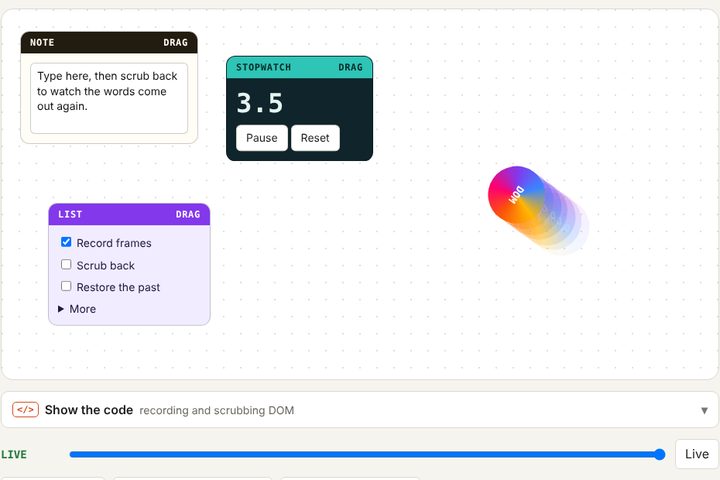 NOTE DRAG
Type here, then scrub back
to watch the words come
out again.
STOPWATCH DRAG
3.5
Pause Reset
DOM
LIST DRAG
Record frames
Scrub back
Restore the past
More
</> Show the code recording and scrubbing DOM
LIVE Live